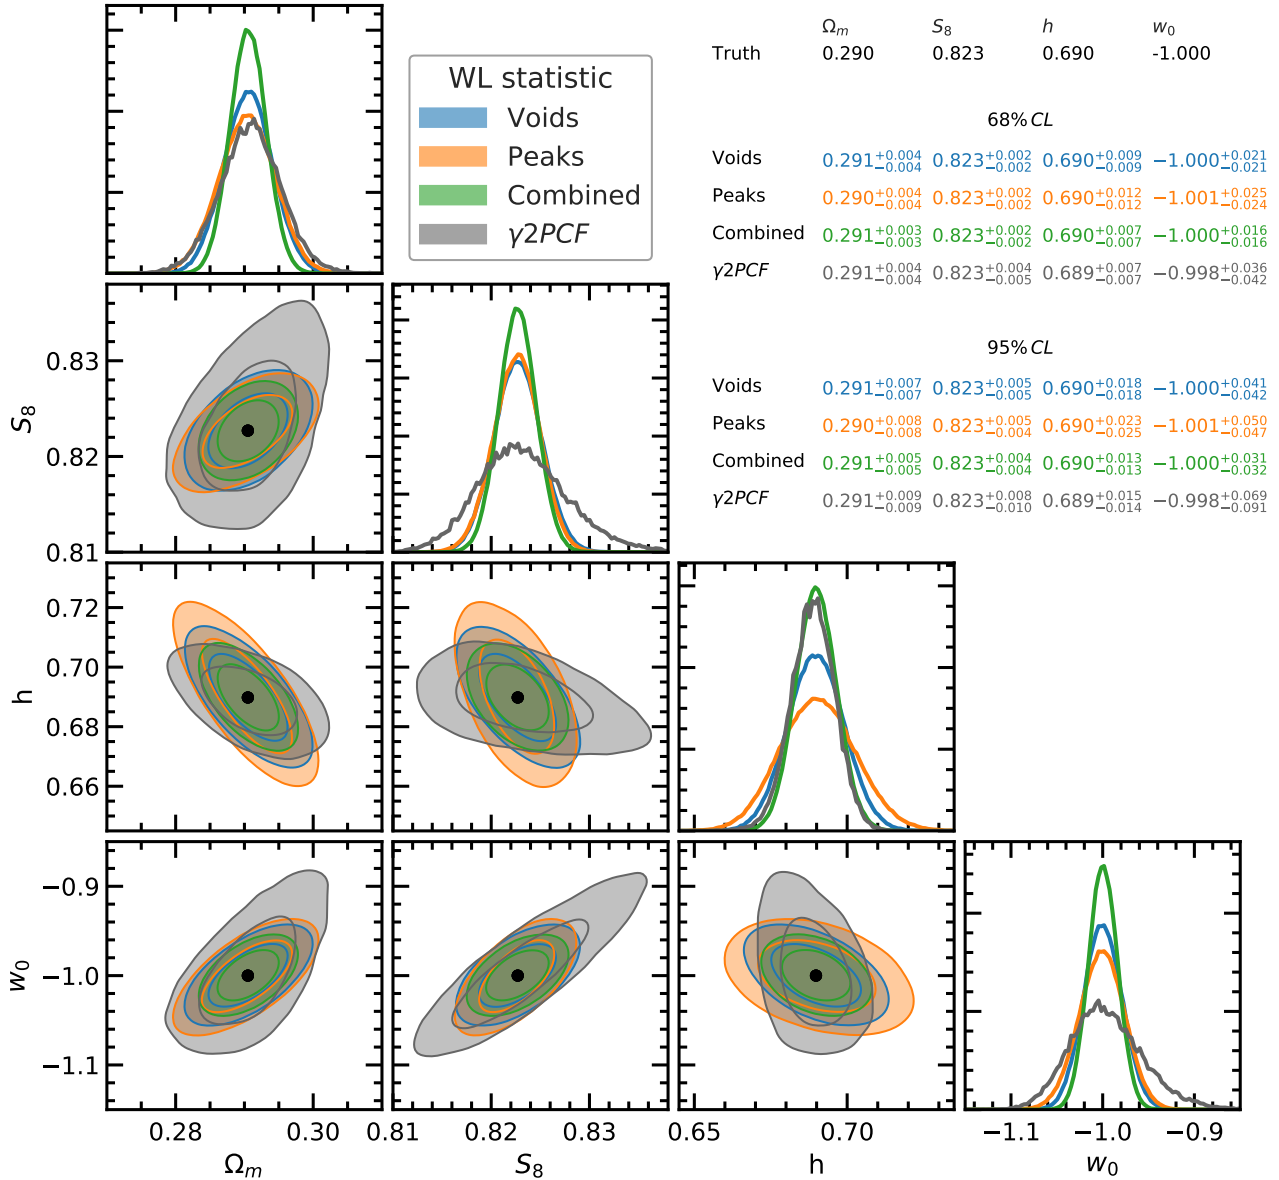 Ωm S8 h w0
Truth 0.290 0.823 0.690 -1.000
WL statistic
Voids
Peaks
Combined
γ2PCF
68% CL
Voids 0.291+0.004−0.004 0.823+0.002−0.002 0.690+0.009−0.009 −1.000+0.021−0.021
Peaks 0.290+0.004−0.004 0.823+0.002−0.002 0.690+0.012−0.012 −1.001+0.025−0.024
Combined 0.291+0.003−0.003 0.823+0.002−0.002 0.690+0.007−0.007 −1.000+0.016−0.016
γ2PCF 0.291+0.004−0.004 0.823+0.004−0.005 0.689+0.007−0.007 −0.998+0.036−0.042
95% CL
Voids 0.291+0.007−0.007 0.823+0.005−0.005 0.690+0.018−0.018 −1.000+0.041−0.042
Peaks 0.290+0.008−0.008 0.823+0.005−0.004 0.690+0.023−0.025 −1.001+0.050−0.047
Combined 0.291+0.005−0.005 0.823+0.004−0.004 0.690+0.013−0.013 −1.000+0.031−0.032
γ2PCF 0.291+0.009−0.009 0.823+0.008−0.010 0.689+0.015−0.014 −0.998+0.069−0.091
S8
0.83
0.82
0.81
h
0.72
0.70
0.68
0.66
w0
−0.9
−1.0
−1.1
0.28 0.30 0.81 0.82 0.83 0.65 0.70 −1.1 −1.0 −0.9
Ωm S8 h w0